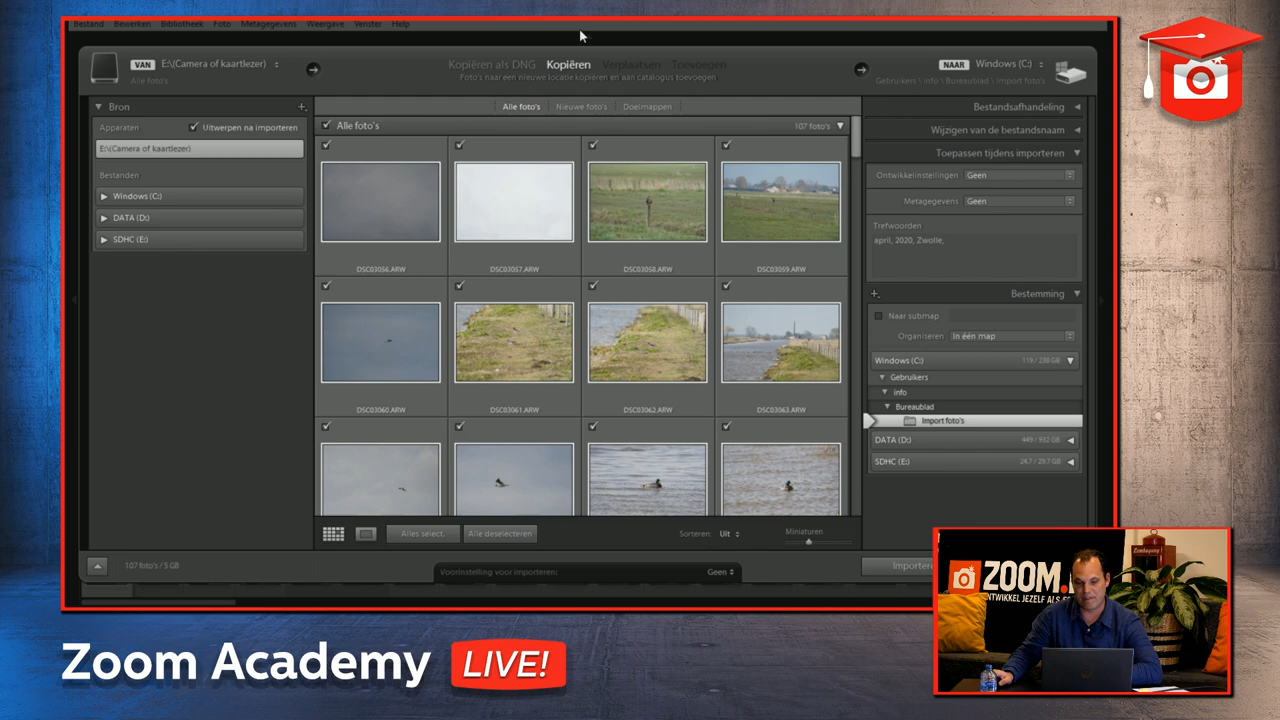 Bestand Bewerken Bibliotheek Foto Metagegevens Weergave Venster Help
VAN E:\(Camera of kaartlezer)
Alle foto's
Kopiëren als DNG Kopiëren Verplaatsen Toevoegen
Foto's naar een nieuwe locatie kopiëren en aan catalogus toevoegen
NAAR Windows (C:)
Gebruikers \ info \ Bureaublad \ Import foto's
Bron
Apparaten Uitwerpen na importeren
E:\(Camera of kaartlezer)
Bestanden
Windows (C:)
DATA (D:)
SDHC (E:)
Alle foto's Nieuwe foto's Doelmappen
Alle foto's 107 foto's
DSC03056.ARW DSC03057.ARW DSC03058.ARW DSC03059.ARW
DSC03060.ARW DSC03061.ARW DSC03062.ARW DSC03063.ARW
Alles select. Alle deselecteren
Sorteren: Uit
Miniaturen
Bestandsafhandeling
Wijzigen van de bestandsnaam
Toepassen tijdens importeren
Ontwikkelinstellingen Geen
Metagegevens Geen
Trefwoorden
april, 2020, Zwolle,
Bestemming
Naar submap
Organiseren In één map
Windows (C:) 119 / 238 GB
Gebruikers
info
Bureaublad
Import foto's
DATA (D:) 449 / 932 GB
SDHC (E:) 24.7 / 29.7 GB
107 foto's / 5 GB
Voorinstelling voor importeren: Geen
Importere
ZOOM.
ONTWIKKEL JEZELF ALS
Zoom Academy LIVE!